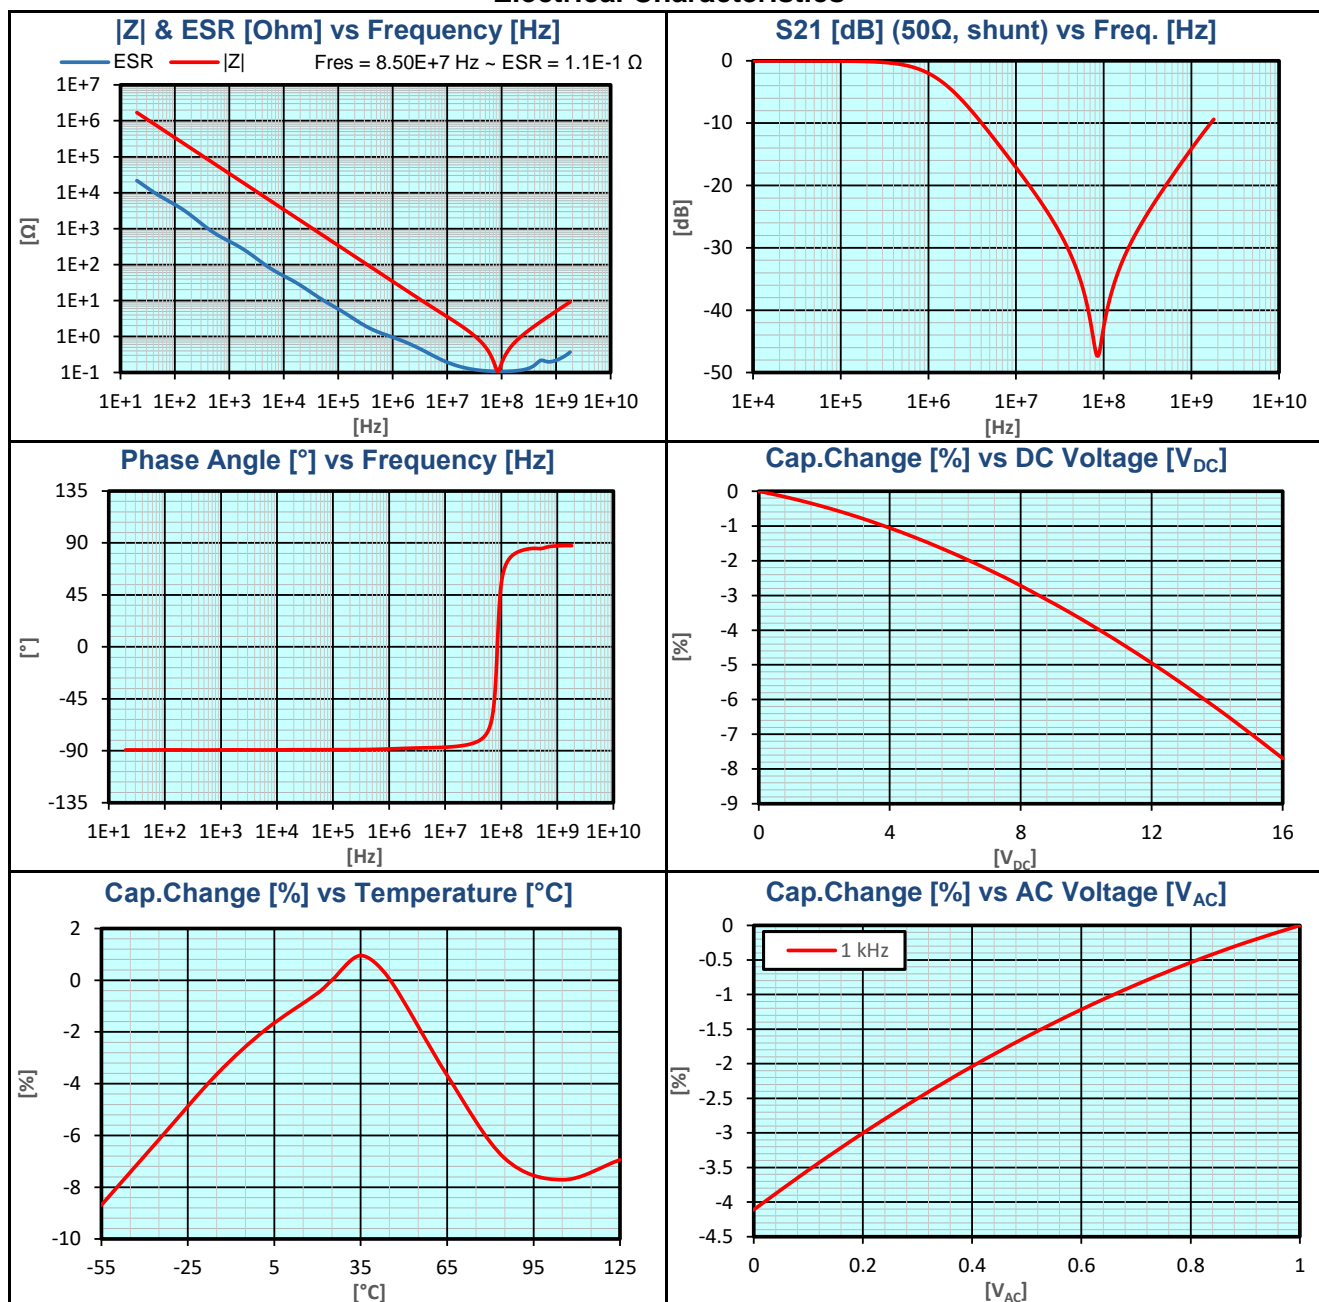 |Z| & ESR [Ohm] vs Frequency [Hz]
ESR |Z| Fres = 8.50E+7 Hz ~ ESR = 1.1E-1 Ω
1E+7
1E+6
1E+5
1E+4
1E+3
1E+2
1E+1
1E+0
1E-1
[Ω]
1E+1 1E+2 1E+3 1E+4 1E+5 1E+6 1E+7 1E+8 1E+9 1E+10
[Hz]
S21 [dB] (50Ω, shunt) vs Freq. [Hz]
0
-10
-20
-30
-40
-50
[dB]
1E+4 1E+5 1E+6 1E+7 1E+8 1E+9 1E+10
[Hz]
Phase Angle [°] vs Frequency [Hz]
135
90
45
0
-45
-90
-135
[°]
1E+1 1E+2 1E+3 1E+4 1E+5 1E+6 1E+7 1E+8 1E+9 1E+10
[Hz]
Cap.Change [%] vs DC Voltage [VDC]
0
-1
-2
-3
-4
-5
-6
-7
-8
-9
[%]
0 4 8 12 16
[VDC]
Cap.Change [%] vs Temperature [°C]
2
0
-2
-4
-6
-8
-10
[%]
-55 -25 5 35 65 95 125
[°C]
Cap.Change [%] vs AC Voltage [VAC]
1 kHz
0
-0.5
-1
-1.5
-2
-2.5
-3
-3.5
-4
-4.5
[%]
0 0.2 0.4 0.6 0.8 1
[VAC]